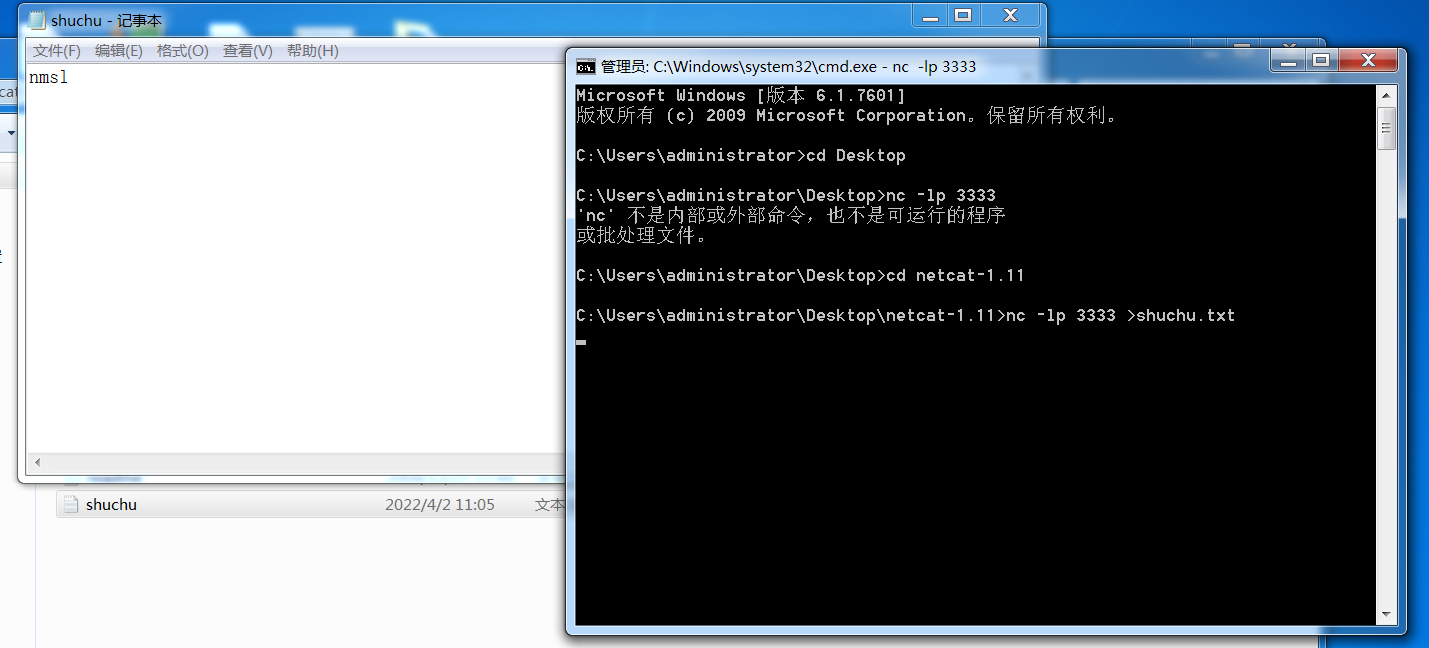 shuchu - 记事本
文件(F) 编辑(E) 格式(O) 查看(V) 帮助(H)
nmsl
shuchu 2022/4/2 11:05 文本
管理员: C:\Windows\system32\cmd.exe - nc  -lp 3333
Microsoft Windows [版本 6.1.7601]
版权所有 (c) 2009 Microsoft Corporation。保留所有权利。
C:\Users\administrator>cd Desktop
C:\Users\administrator\Desktop>nc -lp 3333
'nc' 不是内部或外部命令，也不是可运行的程序
或批处理文件。
C:\Users\administrator\Desktop>cd netcat-1.11
C:\Users\administrator\Desktop\netcat-1.11>nc -lp 3333 >shuchu.txt